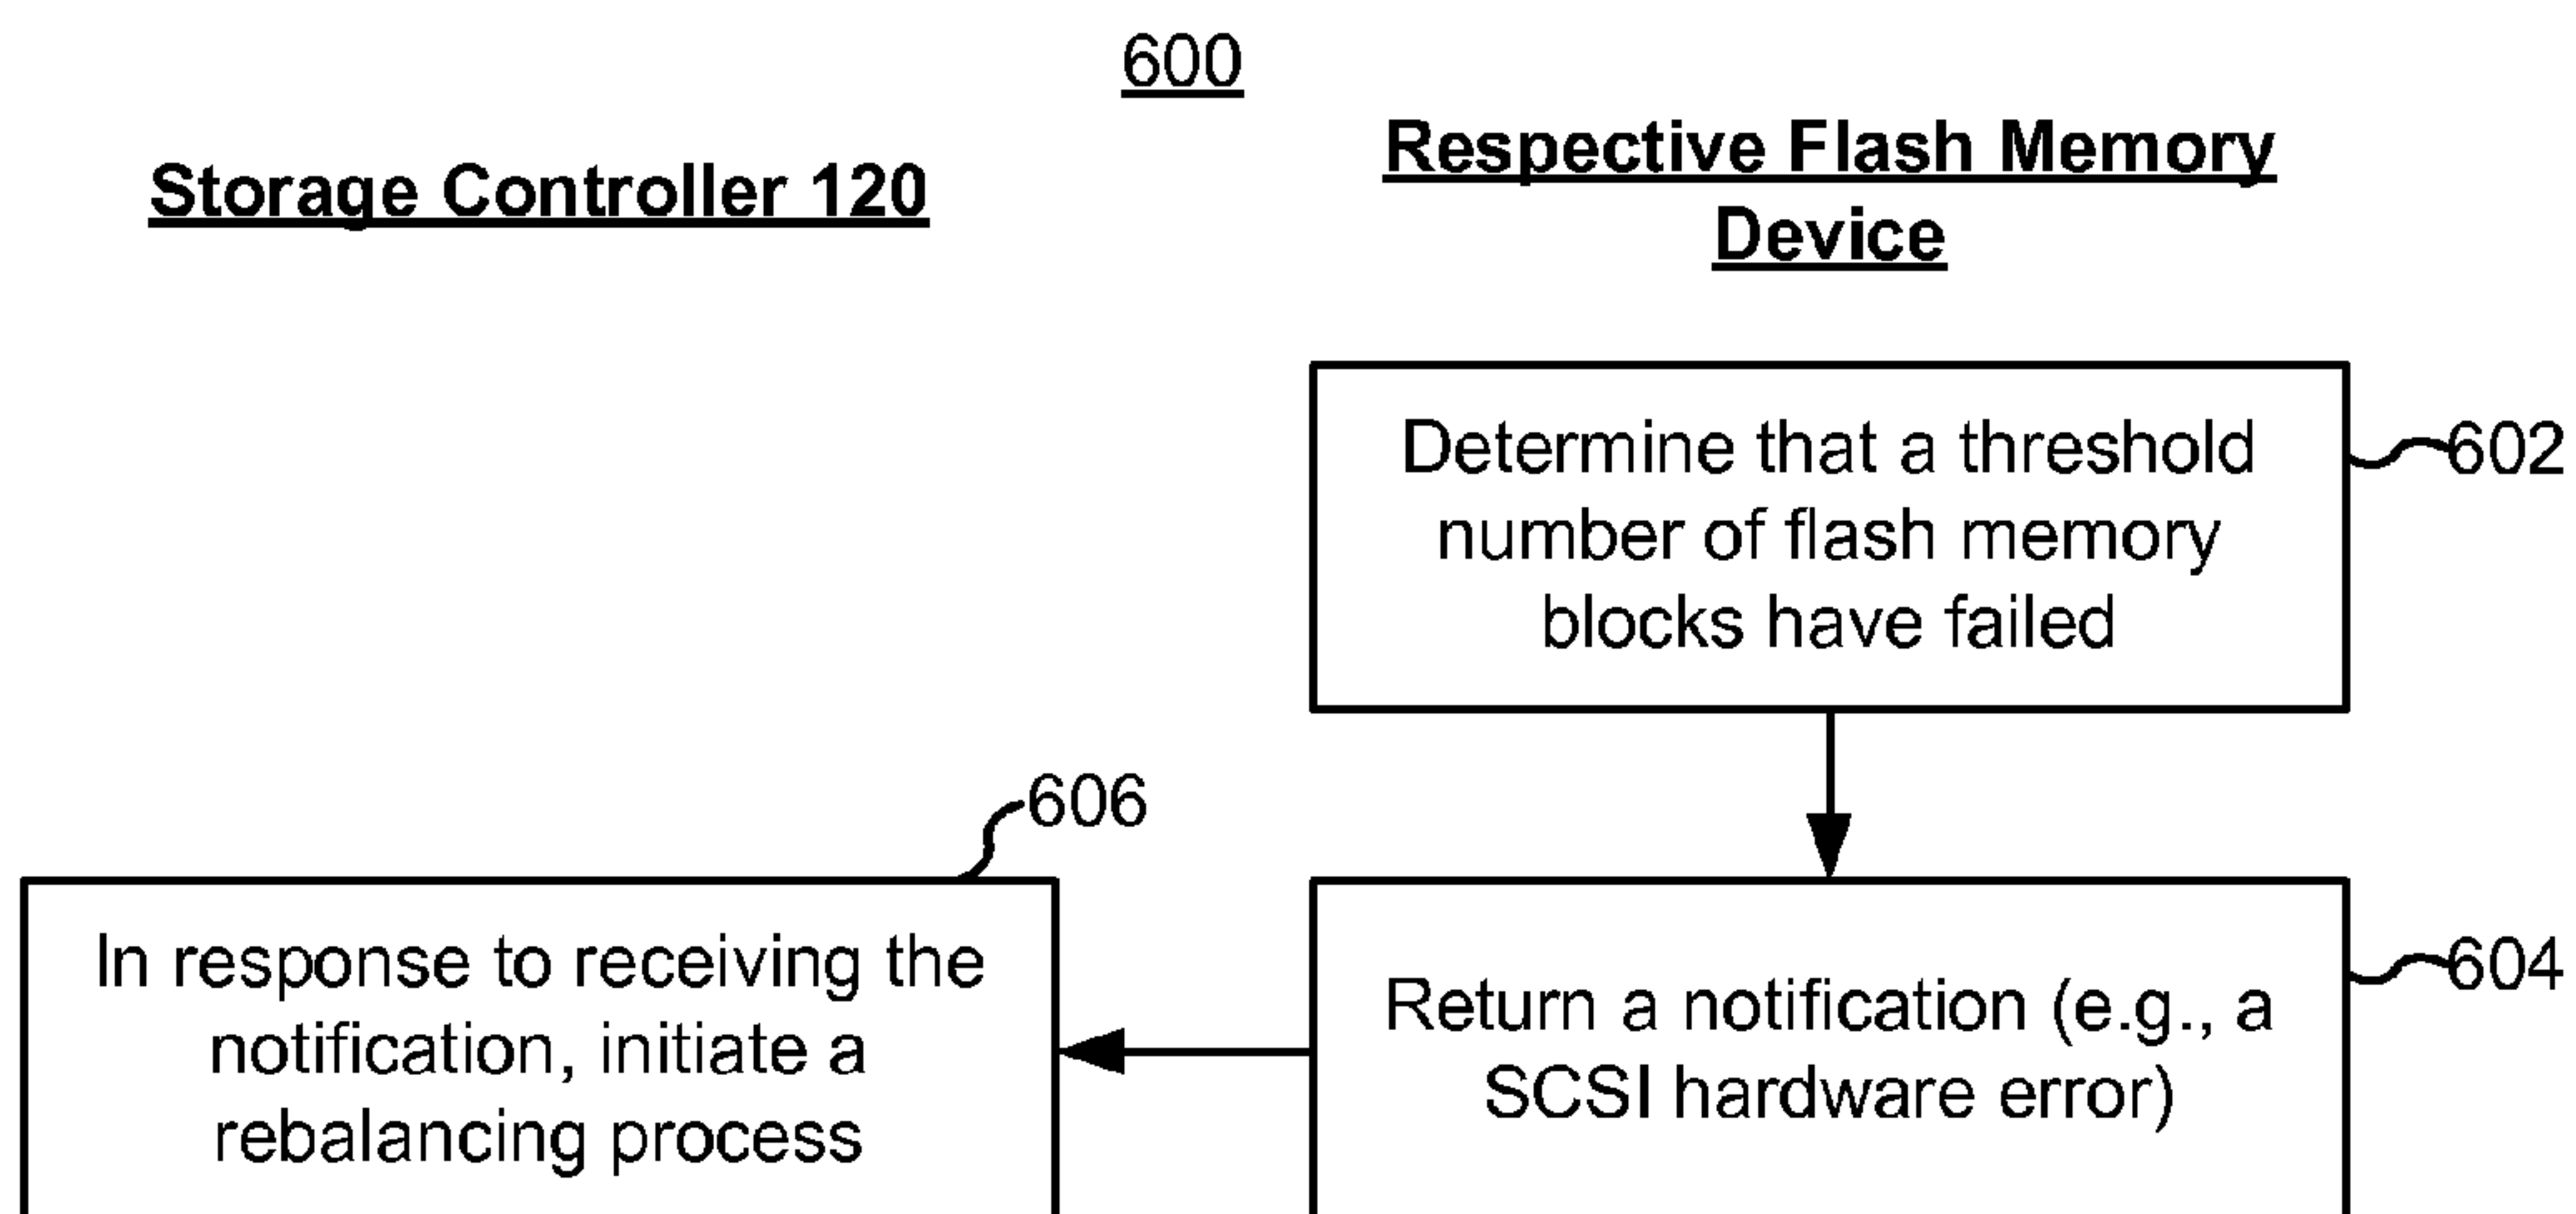 600
Storage Controller 120
Respective Flash Memory
Device
Determine that a threshold
number of flash memory
blocks have failed
602
606
In response to receiving the
notification, initiate a
rebalancing process
Return a notification (e.g., a
SCSI hardware error)
604